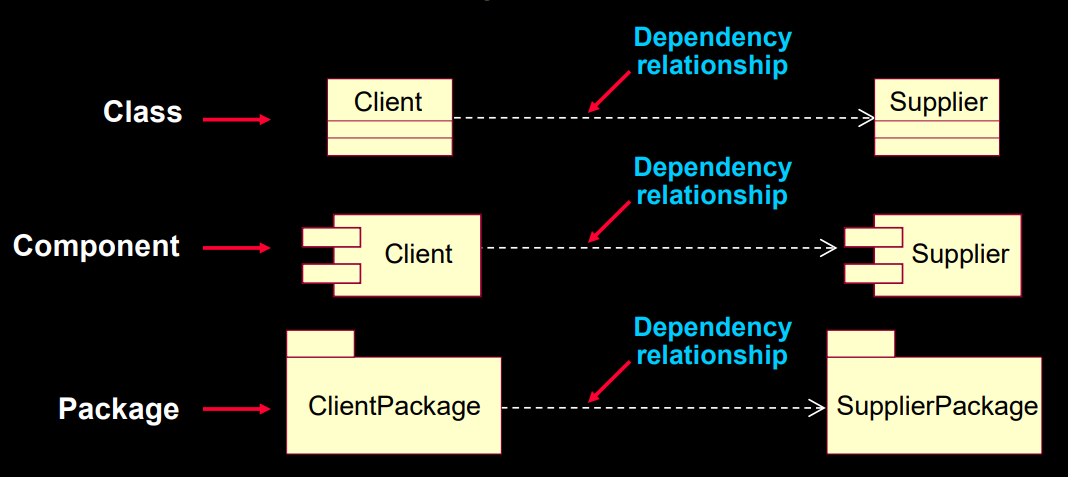 Dependency
relationship
Class
Client
Supplier
Dependency
relationship
Component
Client
Supplier
Dependency
relationship
Package
ClientPackage
SupplierPackage